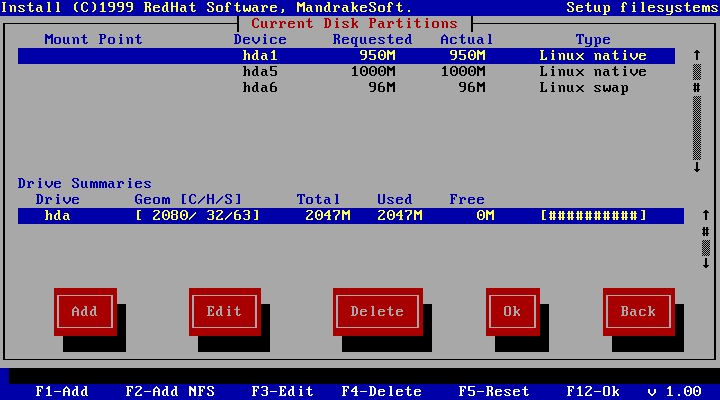 Install (C)1999 RedHat Software, MandrakeSoft. Setup filesystems
Current Disk Partitions
Mount Point Device Requested Actual Type
hda1 950M 950M Linux native ↑
hda5 1000M 1000M Linux native
hda6 96M 96M Linux swap #
↓
Drive Summaries
Drive Geom [C/H/S] Total Used Free
hda [ 2080/ 32/63] 2047M 2047M 0M [##########] ↑
#
↓
Add Edit Delete Ok Back
F1-Add F2-Add NFS F3-Edit F4-Delete F5-Reset F12-Ok v 1.00